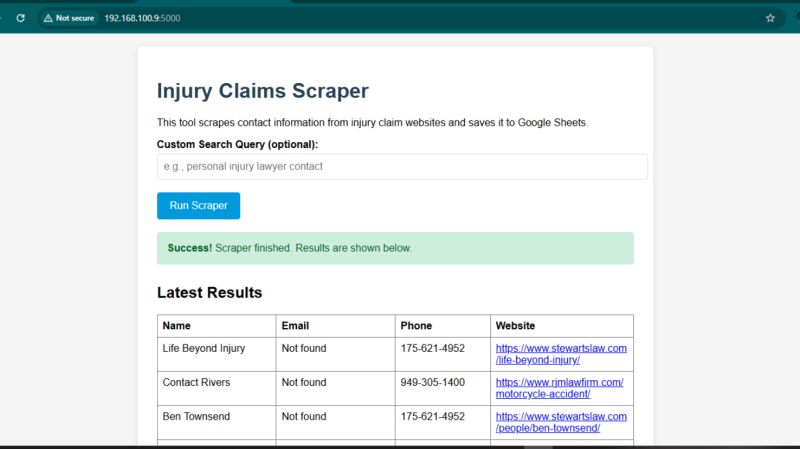 Not secure 192.168.100.9:5000
Injury Claims Scraper
This tool scrapes contact information from injury claim websites and saves it to Google Sheets.
Custom Search Query (optional):
e.g., personal injury lawyer contact
Run Scraper
Success! Scraper finished. Results are shown below.
Latest Results
Name Email Phone Website
Life Beyond Injury Not found 175-621-4952 https://www.stewartslaw.com
/life-beyond-injury/
Contact Rivers Not found 949-305-1400 https://www.rjmlawfirm.com/
motorcycle-accident/
Ben Townsend Not found 175-621-4952 https://www.stewartslaw.com
/people/ben-townsend/